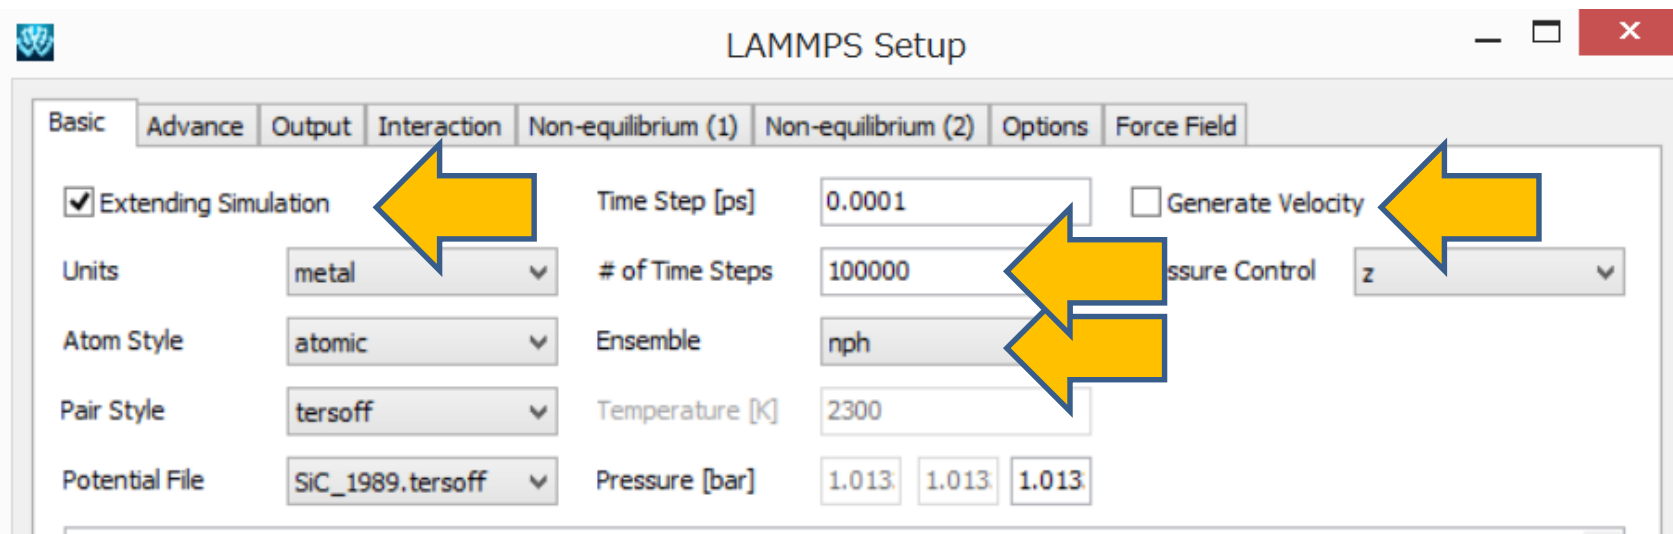 LAMMPS Setup
Basic Advance Output Interaction Non-equilibrium (1) Non-equilibrium (2) Options Force Field
Extending Simulation Time Step [ps] 0.0001 Generate Velocity
Units metal # of Time Steps 100000 ssure Control z
Atom Style atomic Ensemble nph
Pair Style tersoff Temperature [K] 2300
Potential File SiC_1989.tersoff Pressure [bar] 1.013 1.013 1.013